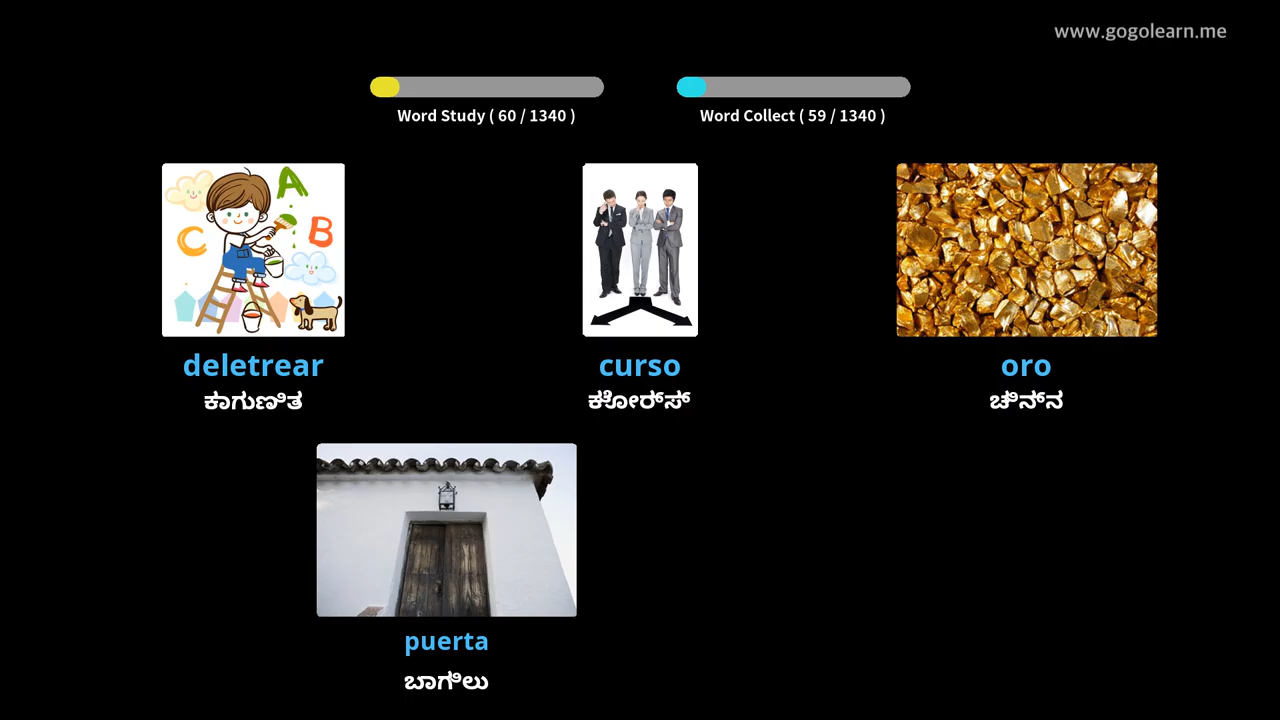 www.gogolearn.me
Word Study ( 60 / 1340 )
Word Collect ( 59 / 1340 )
A
B
C
deletrear
curso
oro
ಕಾಗುಣಿತ
ಕೋರ್ಸ್
ಚಿನ್ನ
puerta
ಬಾಗಿಲು